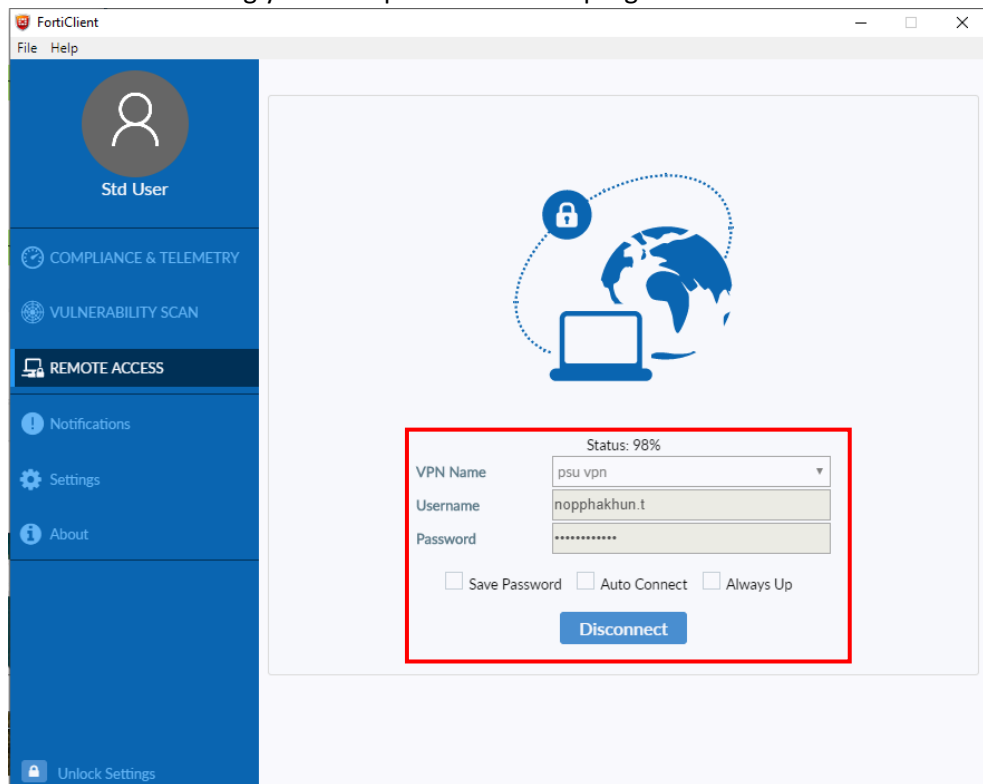 FortiClient
File Help
Std User
COMPLIANCE & TELEMETRY
VULNERABILITY SCAN
REMOTE ACCESS
Notifications
Settings
About
Unlock Settings
Status: 98%
VPN Name psu vpn
Username nopphakhun.t
Password ••••••••••••
Save Password Auto Connect Always Up
Disconnect